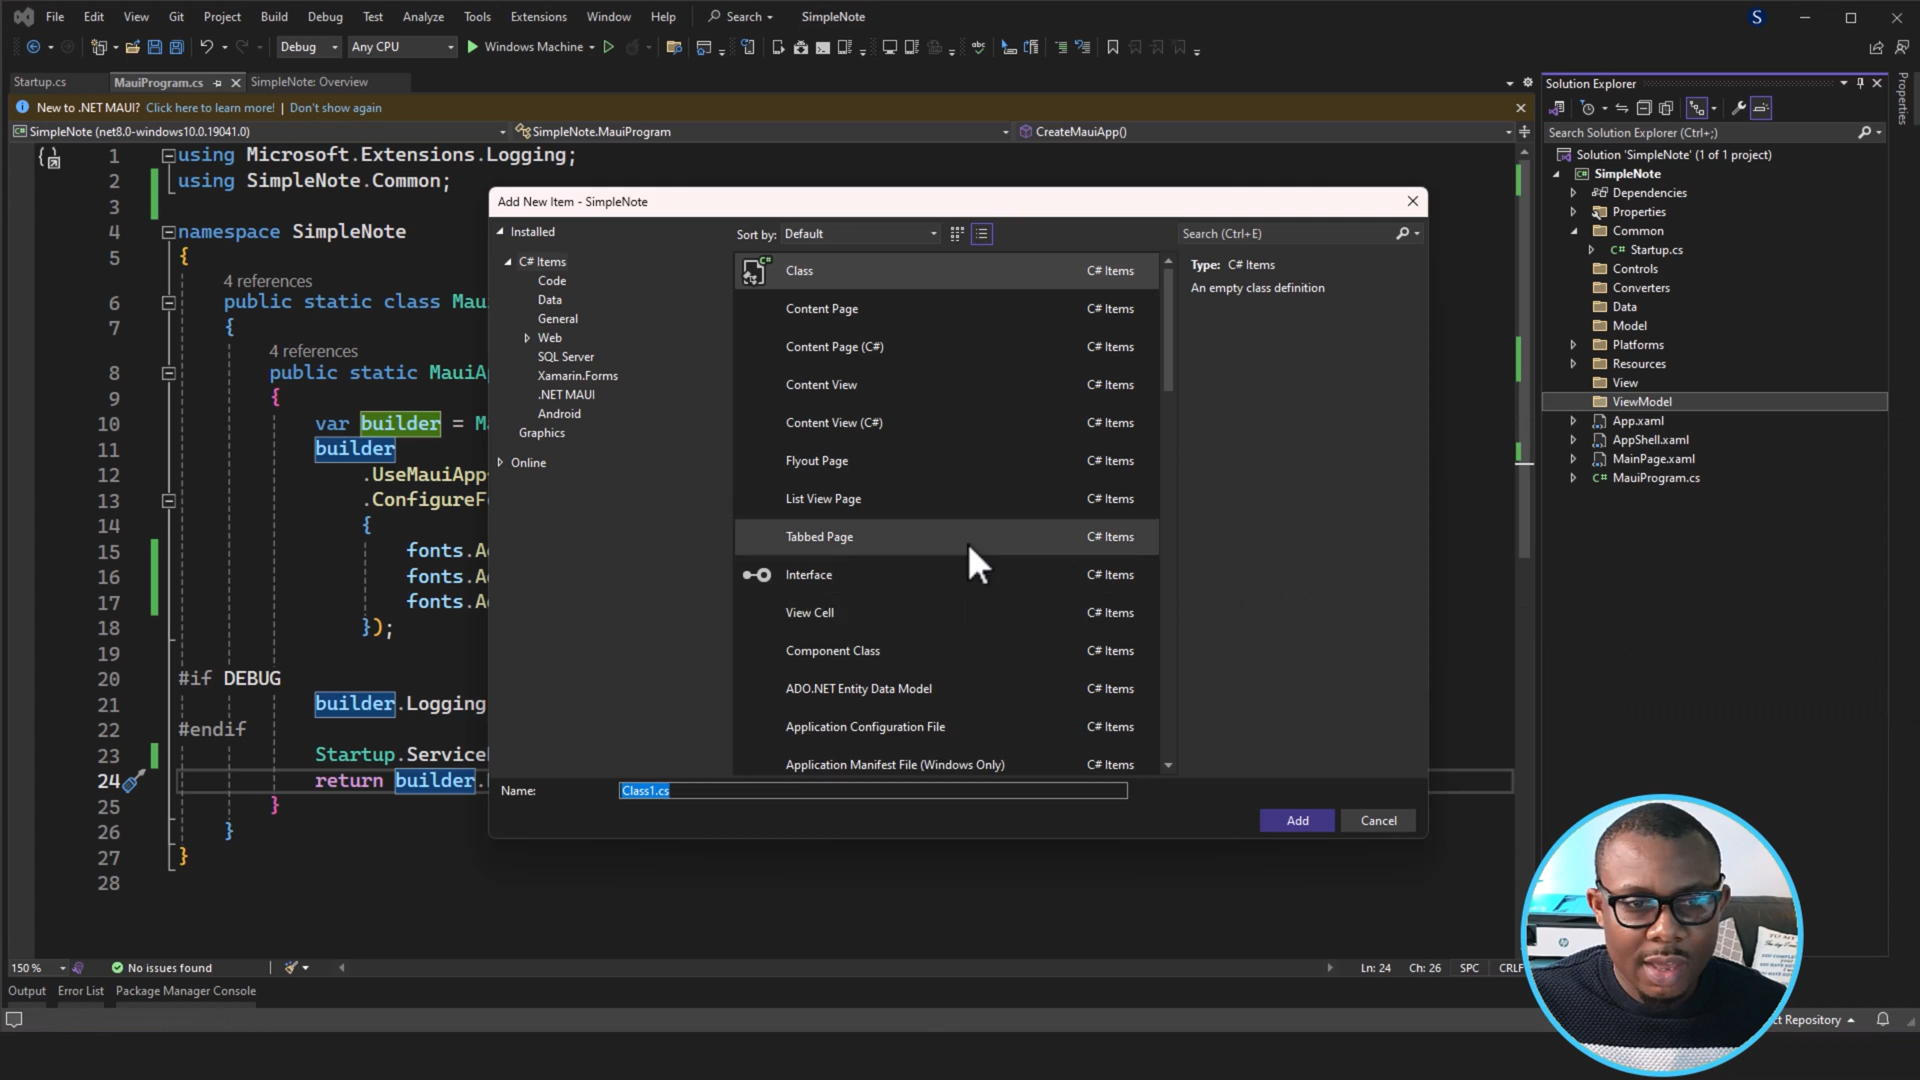 File Edit View Git Project Build Debug Test Analyze Tools Extensions Window Help Search SimpleNote S
Debug Any CPU Windows Machine abc
Startup.cs MauiProgram.cs SimpleNote: Overview
New to .NET MAUI? Click here to learn more! | Don't show again
SimpleNote (net8.0-windows10.0.19041.0) SimpleNote.MauiProgram CreateMauiApp()
1 using Microsoft.Extensions.Logging;
2 using SimpleNote.Common;
3
4 namespace SimpleNote
5 {
4 references
6 public static class Mau
7 {
4 references
8 public static MauiA
9 {
10 var builder = M
11 builder
12 .UseMauiApp
13 .ConfigureF
14 {
15 fonts.A
16 fonts.A
17 fonts.A
18 });
19
20 #if DEBUG
21 builder.Logging
22 #endif
23 Startup.Service
24 return builder.
25 }
26 }
27 }
28
Add New Item - SimpleNote
Installed
C# Items
Code
Data
General
Web
SQL Server
Xamarin.Forms
.NET MAUI
Android
Graphics
Online
Sort by: Default
Search (Ctrl+E)
Class C# Items
Content Page C# Items
Content Page (C#) C# Items
Content View C# Items
Content View (C#) C# Items
Flyout Page C# Items
List View Page C# Items
Tabbed Page C# Items
Interface C# Items
View Cell C# Items
Component Class C# Items
ADO.NET Entity Data Model C# Items
Application Configuration File C# Items
Application Manifest File (Windows Only) C# Items
Type: C# Items
An empty class definition
Name: Class1.cs
Add Cancel
Solution Explorer
Search Solution Explorer (Ctrl+;)
Solution 'SimpleNote' (1 of 1 project)
SimpleNote
Dependencies
Properties
Common
C# Startup.cs
Controls
Converters
Data
Model
Platforms
Resources
View
ViewModel
App.xaml
AppShell.xaml
MainPage.xaml
C# MauiProgram.cs
Properties
150 % No issues found Ln: 24 Ch: 26 SPC CRLF
Output Error List Package Manager Console
ct Repository
hp